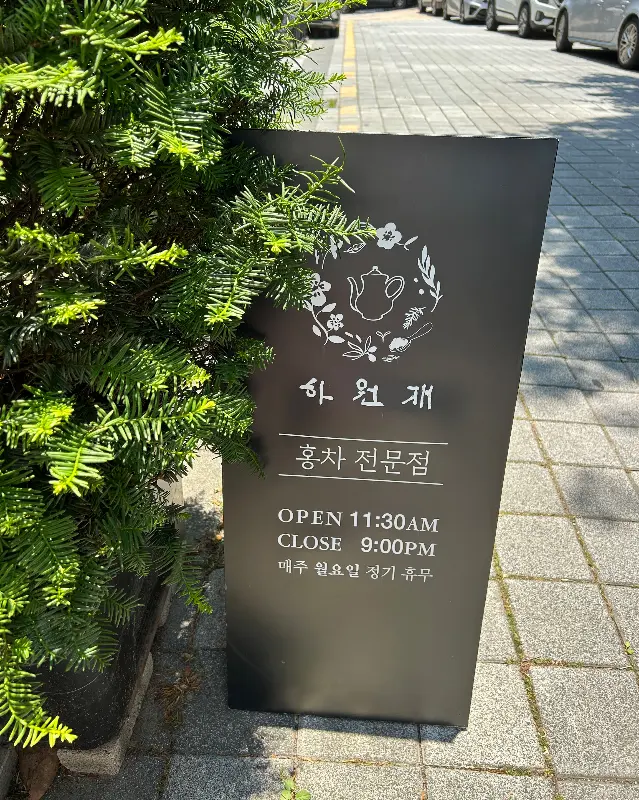 하원재
홍차 전문점
OPEN 11:30AM
CLOSE 9:00PM
매주 월요일 정기 휴무